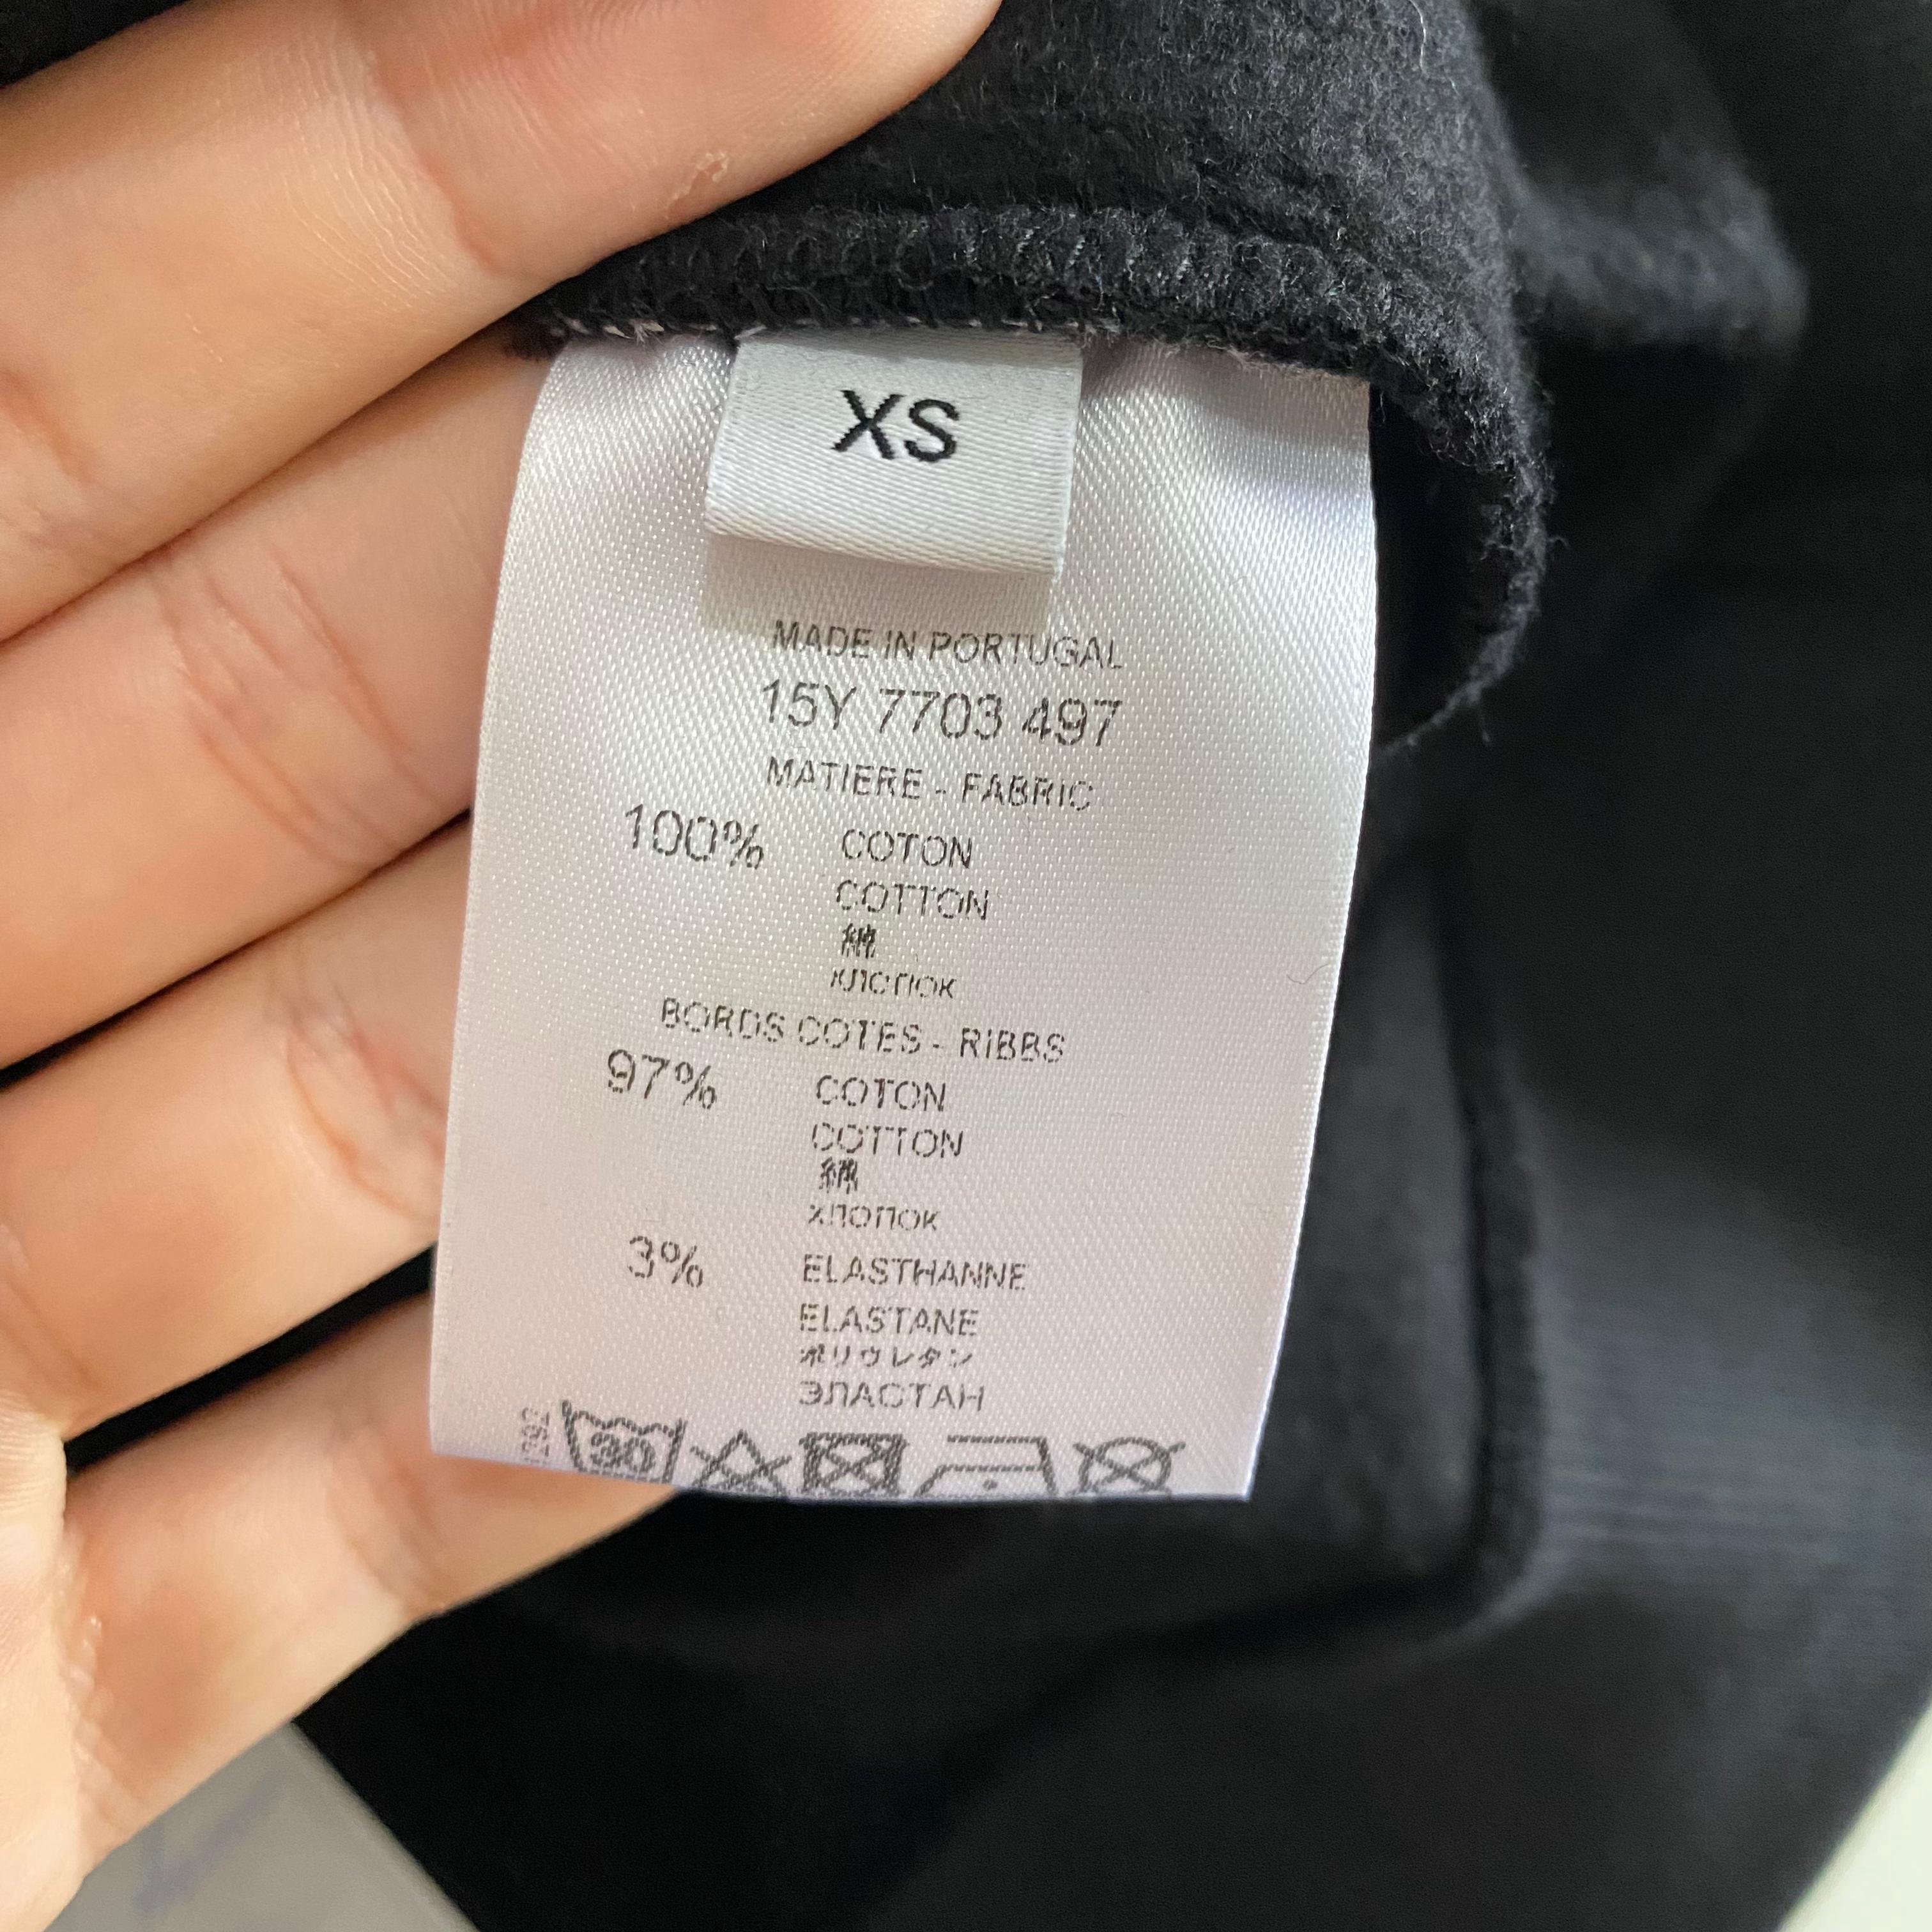 XS
MADE IN PORTUGAL
15Y 7703 497
MATIERE - FABRIC
100% COTON
COTTON
綿
хлопок
BORDS COTES - RIBBS
97% COTON
COTTON
綿
хлопок
3% ELASTHANNE
ELASTANE
ポリウレタン
ЭЛАСТАН
30